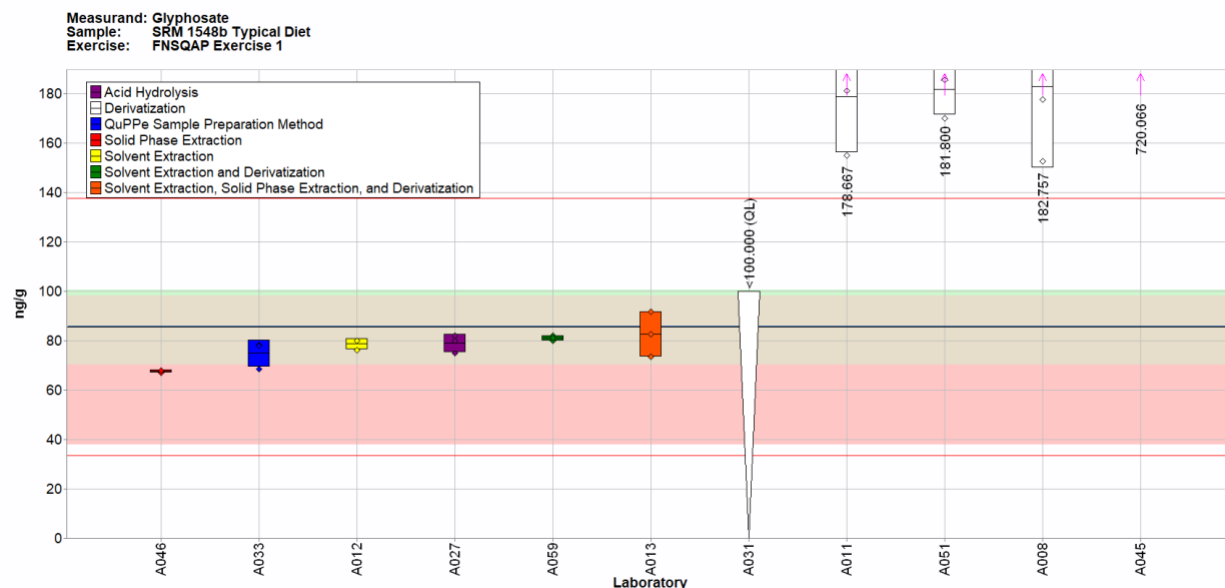 Measurand: Glyphosate
Sample: SRM 1548b Typical Diet
Exercise: FNSQAP Exercise 1
Acid Hydrolysis
Derivatization
QuPPe Sample Preparation Method
Solid Phase Extraction
Solvent Extraction
Solvent Extraction and Derivatization
Solvent Extraction, Solid Phase Extraction, and Derivatization
ng/g
180
160
140
120
100
80
60
40
20
0
<100.000 (QL)
178.667
181.800
182.757
720.066
A046
A033
A012
A027
A059
A013
A031
A011
A051
A008
A045
Laboratory